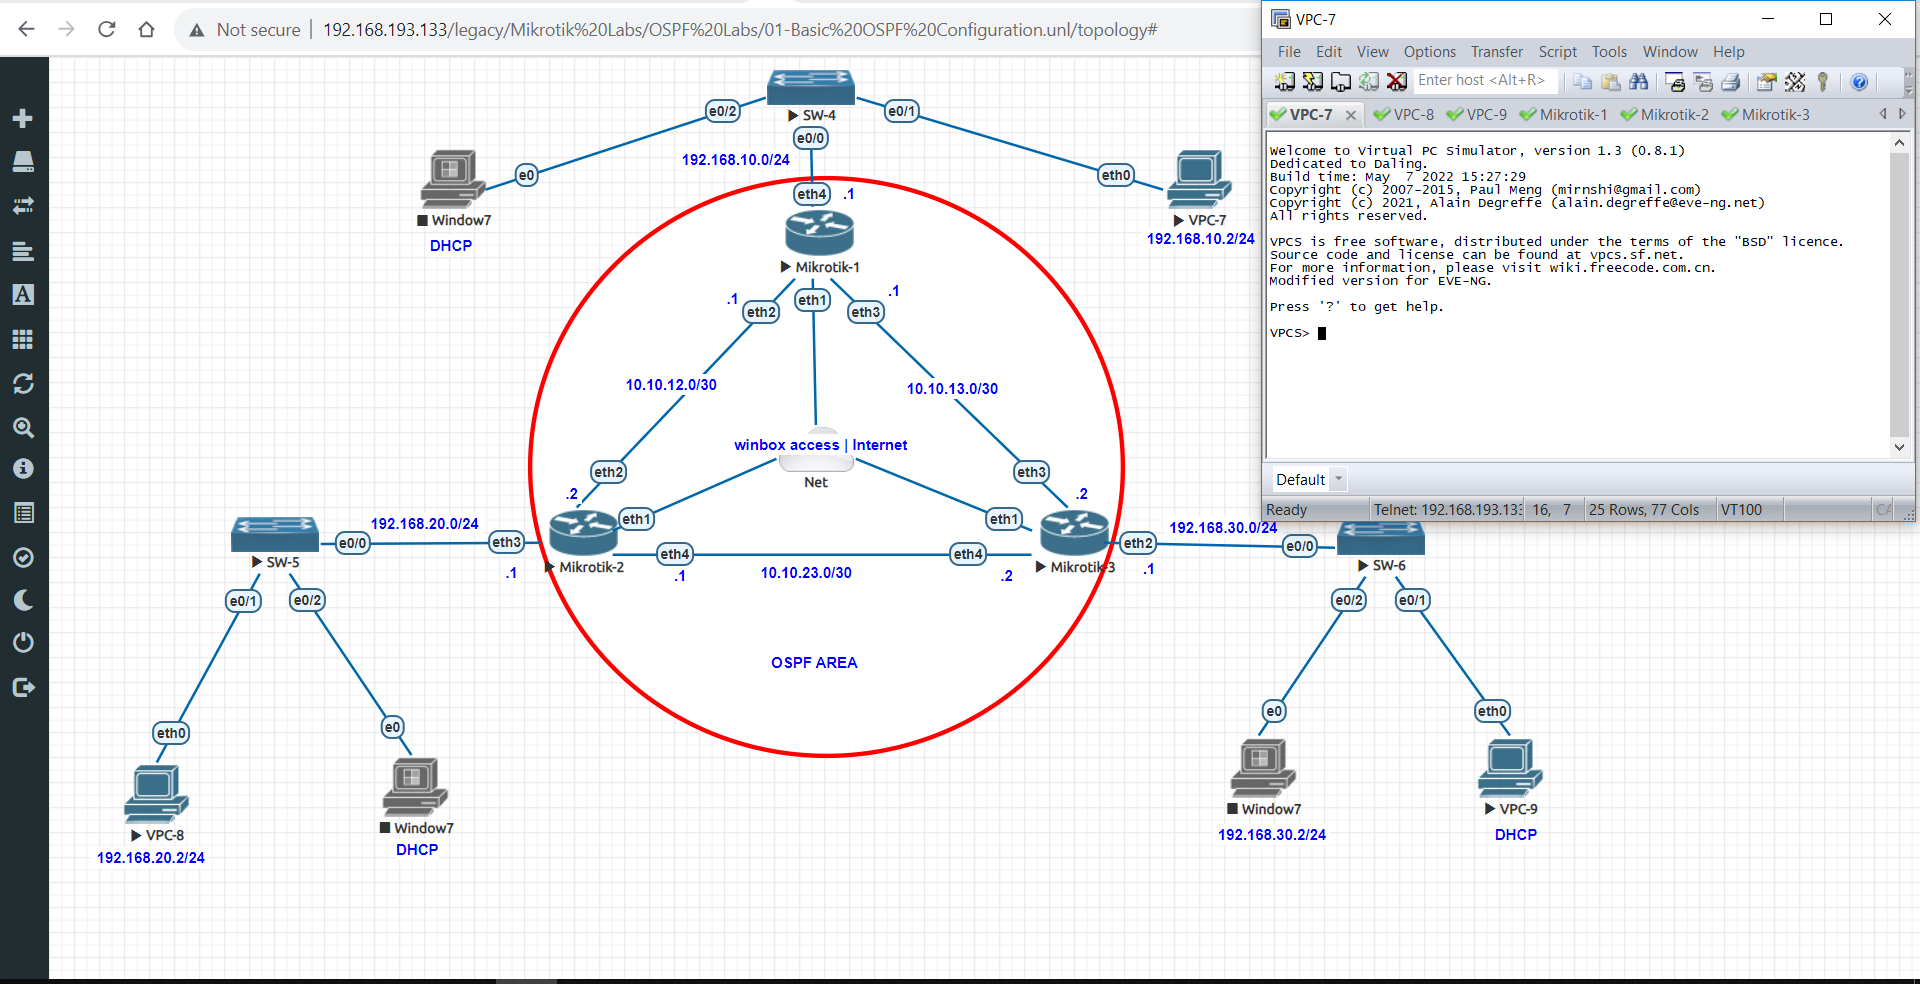 Not secure | 192.168.193.133/legacy/Mikrotik%20Labs/OSPF%20Labs/01-Basic%20OSPF%20Configuration.unl/topology#
VPC-7
File Edit View Options Transfer Script Tools Window Help
Enter host <Alt+R>
VPC-7 VPC-8 VPC-9 Mikrotik-1 Mikrotik-2 Mikrotik-3
Welcome to Virtual PC Simulator, version 1.3 (0.8.1)
Dedicated to Daling.
Build time: May  7 2022 15:27:29
Copyright (c) 2007-2015, Paul Meng (mirnshi@gmail.com)
Copyright (c) 2021, Alain Degreffe (alain.degreffe@eve-ng.net)
All rights reserved.
VPCS is free software, distributed under the terms of the "BSD" licence.
Source code and license can be found at vpcs.sf.net.
For more information, please visit wiki.freecode.com.cn.
Modified version for EVE-NG.
Press '?' to get help.
VPCS>
Default
Ready Telnet: 192.168.193.13 16, 7 25 Rows, 77 Cols VT100 CA
e0/2
e0/1
SW-4
e0/0
192.168.10.0/24
e0
eth0
eth4 .1
Window7
DHCP
VPC-7
192.168.10.2/24
Mikrotik-1
.1 eth2
eth1
eth3 .1
10.10.12.0/30
10.10.13.0/30
winbox access | Internet
Net
eth2
.2
eth3
.2
eth1
eth1
192.168.20.0/24
192.168.30.0/24
SW-5
e0/0
eth3
.1
Mikrotik-2
eth4
.1
10.10.23.0/30
eth4
.2
Mikrotik-3
eth2
.1
e0/0
SW-6
e0/1
e0/2
e0/2
e0/1
OSPF AREA
eth0
e0
e0
eth0
VPC-8
192.168.20.2/24
Window7
DHCP
Window7
192.168.30.2/24
VPC-9
DHCP